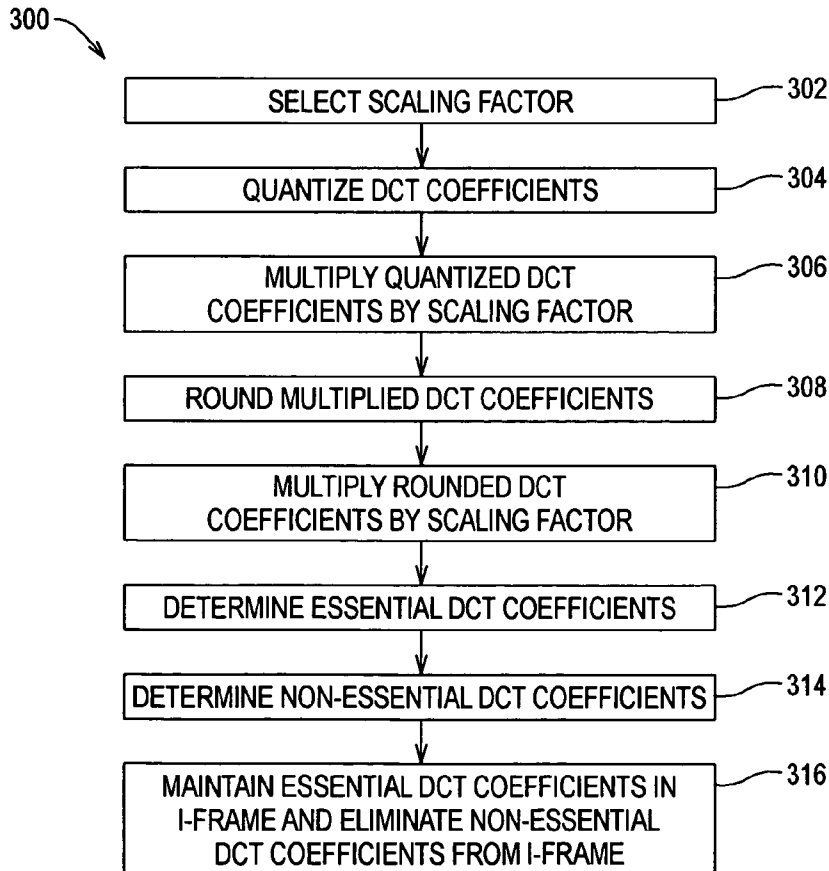 300
SELECT SCALING FACTOR
302
QUANTIZE DCT COEFFICIENTS
304
MULTIPLY QUANTIZED DCT
COEFFICIENTS BY SCALING FACTOR
306
ROUND MULTIPLIED DCT COEFFICIENTS
308
MULTIPLY ROUNDED DCT
COEFFICIENTS BY SCALING FACTOR
310
DETERMINE ESSENTIAL DCT COEFFICIENTS
312
DETERMINE NON-ESSENTIAL DCT COEFFICIENTS
314
MAINTAIN ESSENTIAL DCT COEFFICIENTS IN
I-FRAME AND ELIMINATE NON-ESSENTIAL
DCT COEFFICIENTS FROM I-FRAME
316